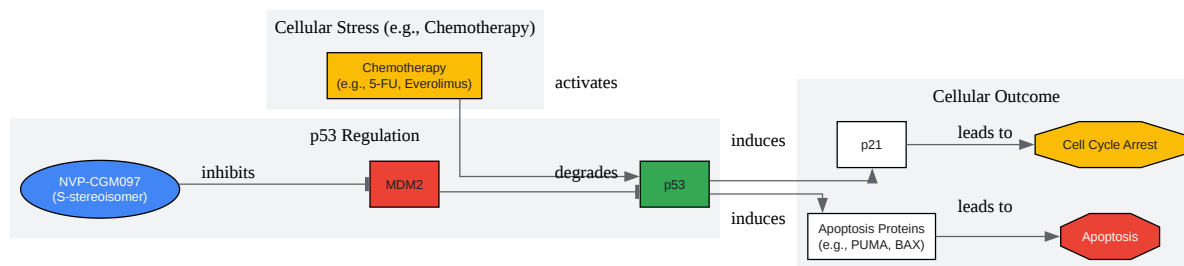 Cellular Stress (e.g., Chemotherapy)
Chemotherapy
(e.g., 5-FU, Everolimus)
activates
p53 Regulation
NVP-CGM097
(S-stereoisomer)
inhibits
MDM2
degrades
p53
induces
induces
Cellular Outcome
p21
leads to
Cell Cycle Arrest
Apoptosis Proteins
(e.g., PUMA, BAX)
leads to
Apoptosis